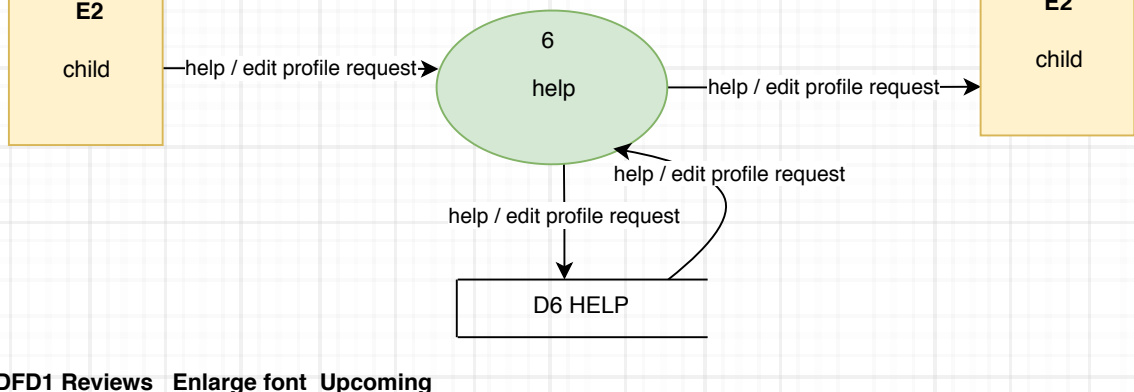 E2
child
help / edit profile request
6
help
help / edit profile request
E2
child
help / edit profile request
help / edit profile request
D6 HELP
DFD1 Reviews Enlarge font Upcoming